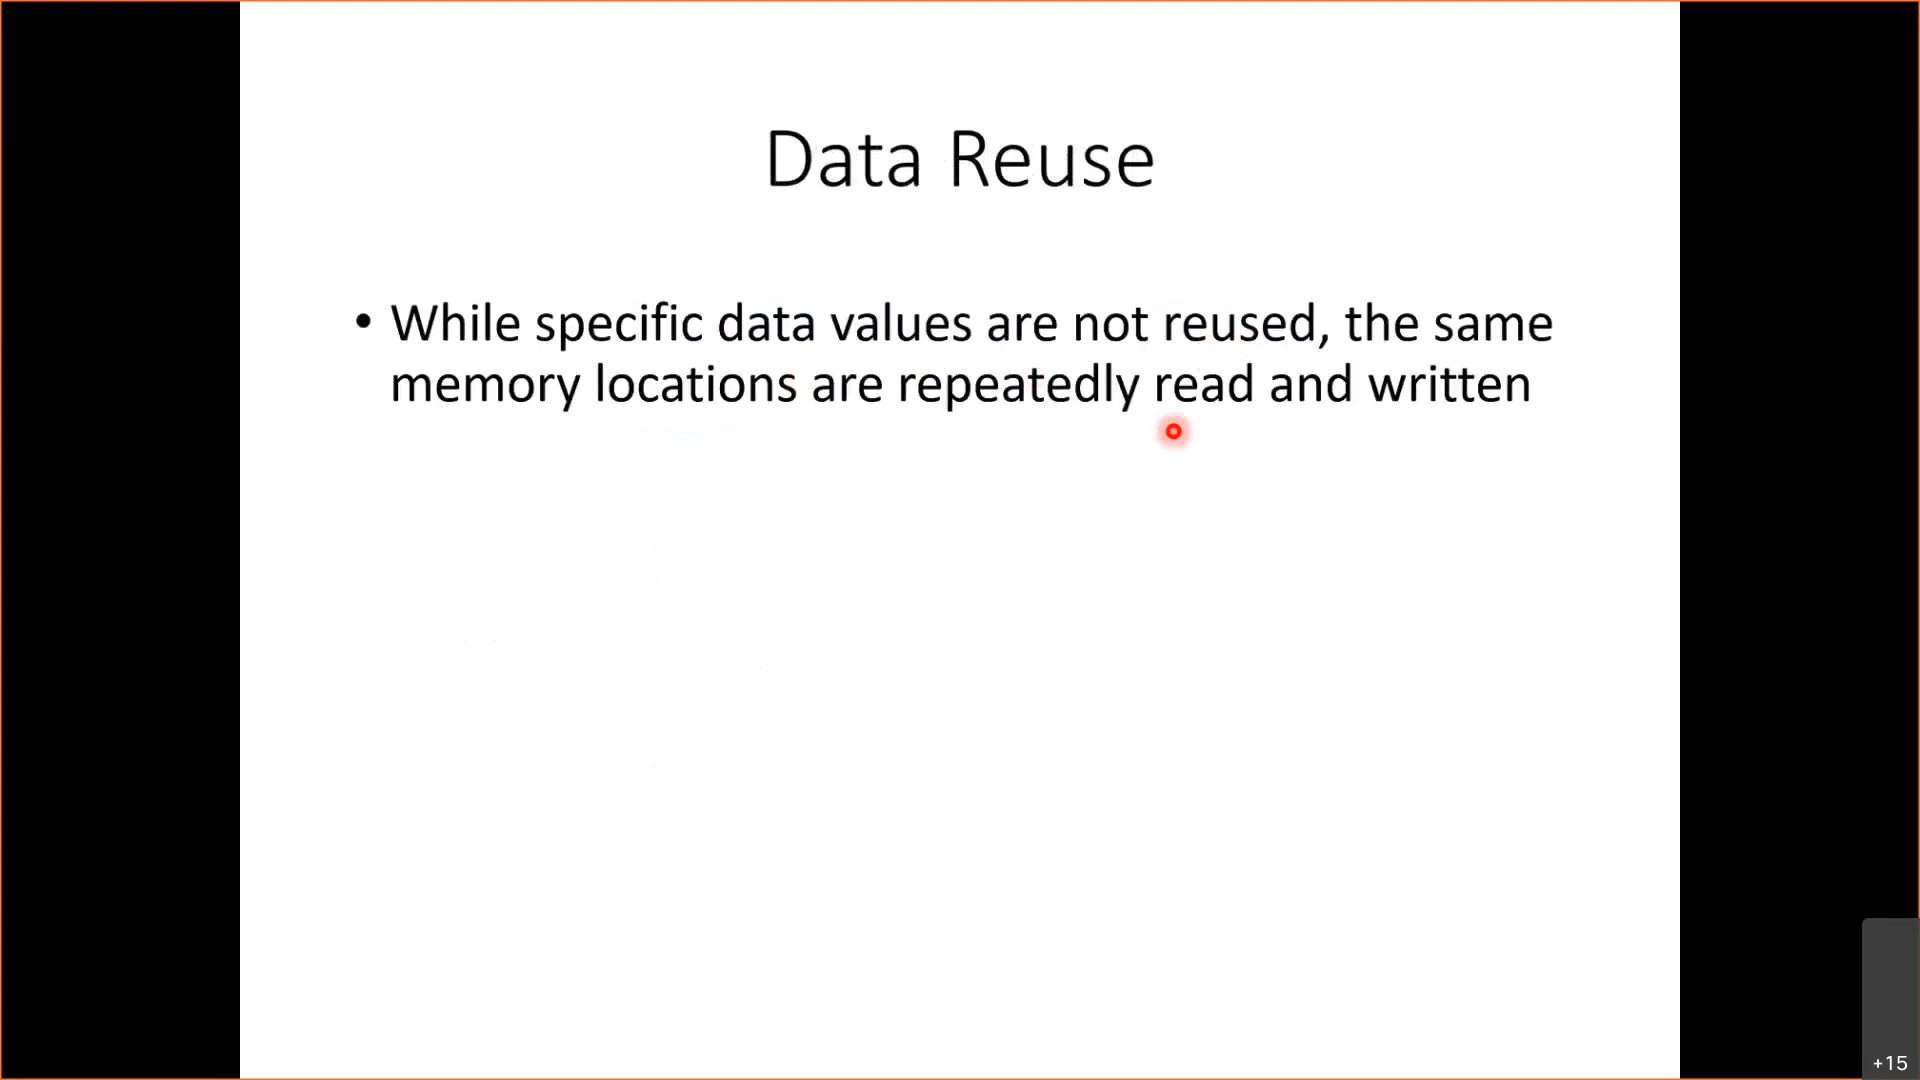 Data Reuse
• While specific data values are not reused, the same
memory locations are repeatedly read and written
+15